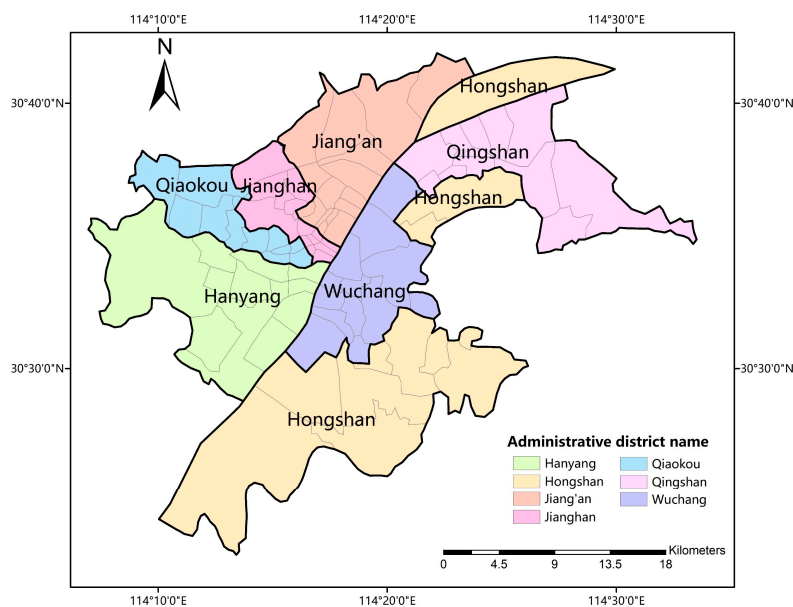 114°10'0"E 114°20'0"E 114°30'0"E
N
30°40'0"N 30°40'0"N
Hongshan
Jiang'an
Qingshan
Qiaokou Jianghan
Hongshan
Hanyang Wuchang
30°30'0"N 30°30'0"N
Hongshan
Administrative district name
Hanyang Qiaokou
Hongshan Qingshan
Jiang'an Wuchang
Jianghan
Kilometers
0 4.5 9 13.5 18
114°10'0"E 114°20'0"E 114°30'0"E